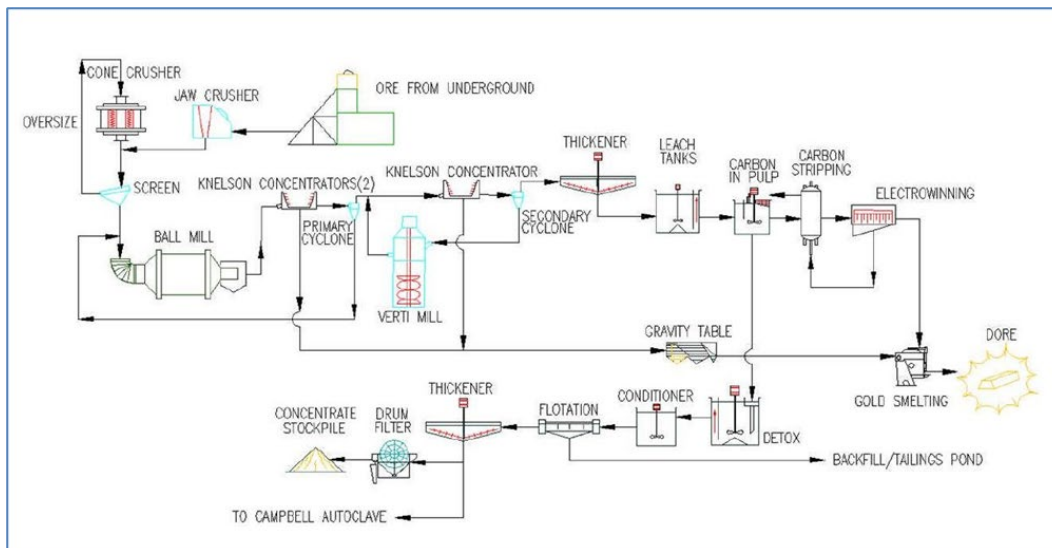 CONE CRUSHER
JAW CRUSHER
ORE FROM UNDERGROUND
OVERSIZE
SCREEN
KNELSON CONCENTRATORS(2)
KNELSON CONCENTRATOR
THICKENER
LEACH
TANKS
CARBON
IN PULP
CARBON
STRIPPING
ELECTROWINNING
BALL MILL
PRIMARY
CYCLONE
SECONDARY
CYCLONE
VERTI MILL
GRAVITY TABLE
DORE
GOLD SMELTING
THICKENER
CONDITIONER
FLOTATION
DETOX
CONCENTRATE
STOCKPILE
DRUM
FILTER
BACKFILL/TAILINGS POND
TO CAMPBELL AUTOCLAVE